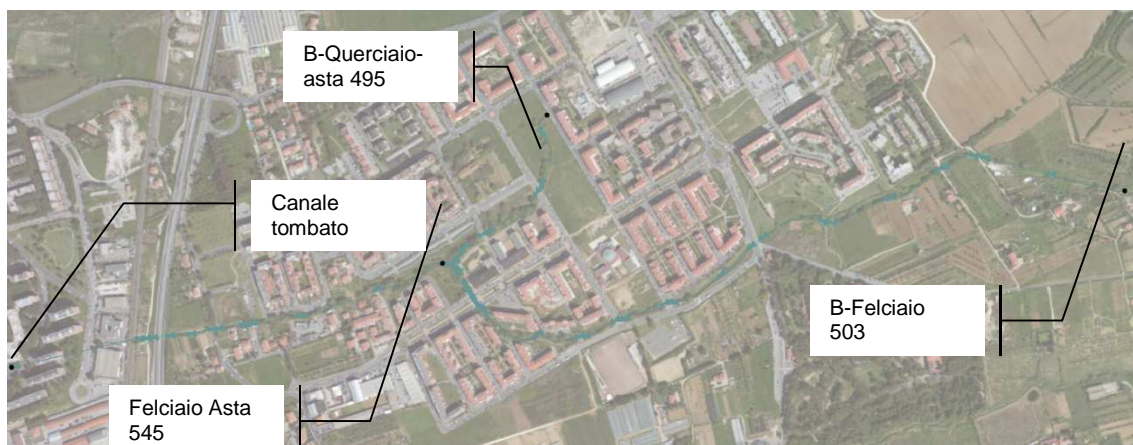 B-Querciaio-
asta 495
Canale
tombato
B-Felciaio
503
Felciaio Asta
545